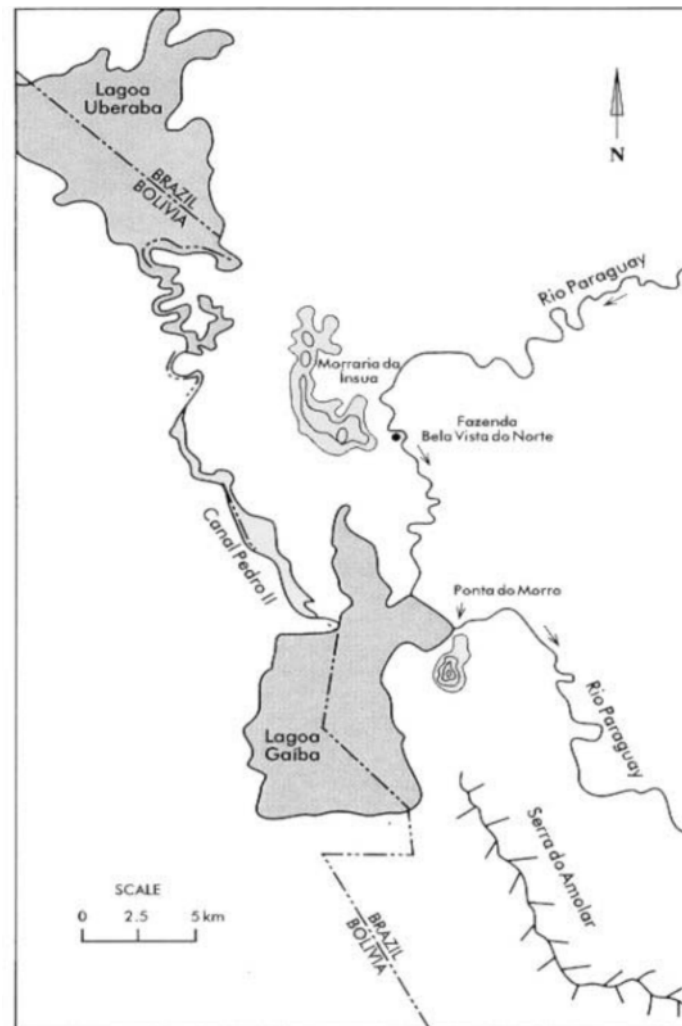 Lagoa
Uberaba
N
BRAZIL
BOLIVIA
Rio Paraguay
Morraria da
Ínsua
Fazenda
Bela Vista do Norte
Canal Pedro II
Ponta do Morro
Lagoa
Gaíba
Rio Paraguay
Serra do Amolar
SCALE
0 2.5 5 km
BRAZIL
BOLIVIA